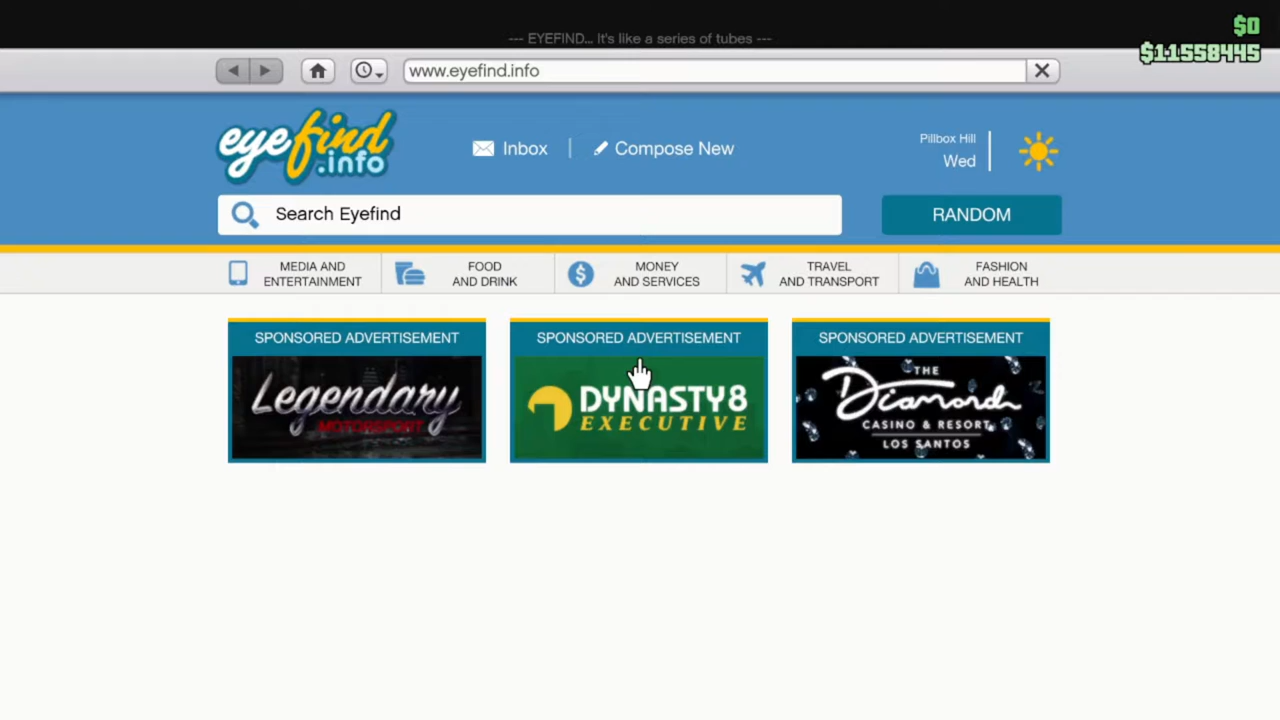 $0
--- EYEFIND... It's like a series of tubes ---
$11558445
www.eyefind.info
eyefind
.info
Inbox
Compose New
Pillbox Hill
Wed
Search Eyefind
RANDOM
MEDIA AND
ENTERTAINMENT
FOOD
AND DRINK
MONEY
AND SERVICES
TRAVEL
AND TRANSPORT
FASHION
AND HEALTH
SPONSORED ADVERTISEMENT
Legendary
MOTORSPORT
SPONSORED ADVERTISEMENT
DYNASTY8
EXECUTIVE
SPONSORED ADVERTISEMENT
THE
Diamond
CASINO & RESORT
LOS SANTOS